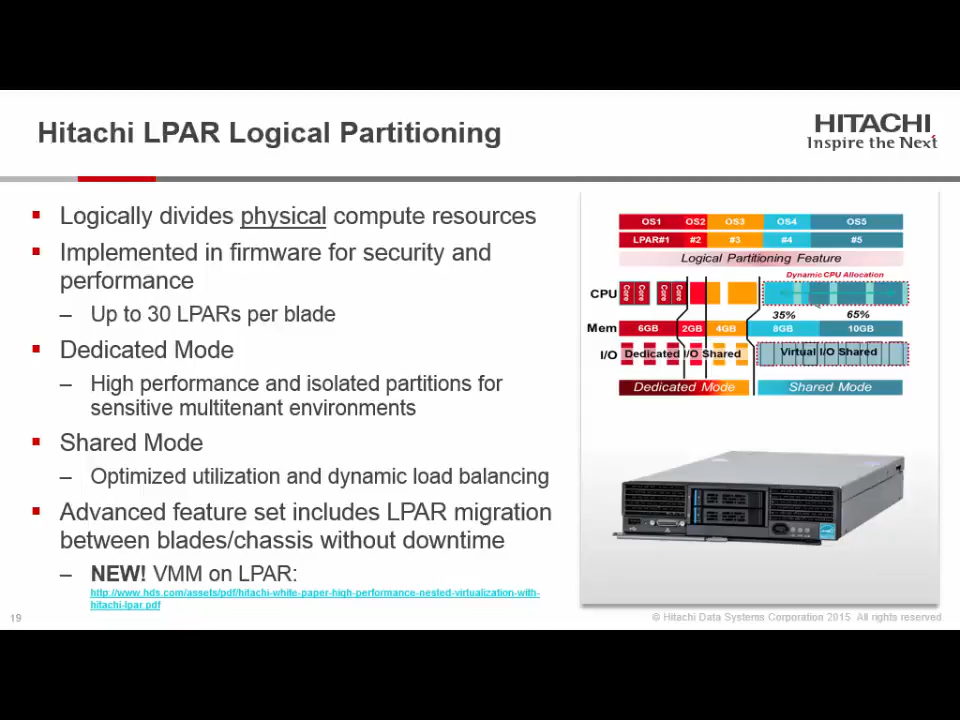 Hitachi LPAR Logical Partitioning
HITACHI
Inspire the Next
Logically divides physical compute resources
Implemented in firmware for security and
performance
– Up to 30 LPARs per blade
Dedicated Mode
– High performance and isolated partitions for
sensitive multitenant environments
Shared Mode
– Optimized utilization and dynamic load balancing
Advanced feature set includes LPAR migration
between blades/chassis without downtime
– NEW! VMM on LPAR:
http://www.hds.com/assets/pdf/hitachi-white-paper-high-performance-nested-virtualization-with-
hitachi-lpar.pdf
OS1 OS2 OS3 OS4 OS5
LPAR#1 #2 #3 #4 #5
Logical Partitioning Feature
Dynamic CPU Allocation
CPU Core Core Core Core
35% 65%
Mem 6GB 2GB 4GB 8GB 10GB
I/O Dedicated I/O Shared Virtual I/O Shared
Dedicated Mode Shared Mode
19
© Hitachi Data Systems Corporation 2015 All rights reserved